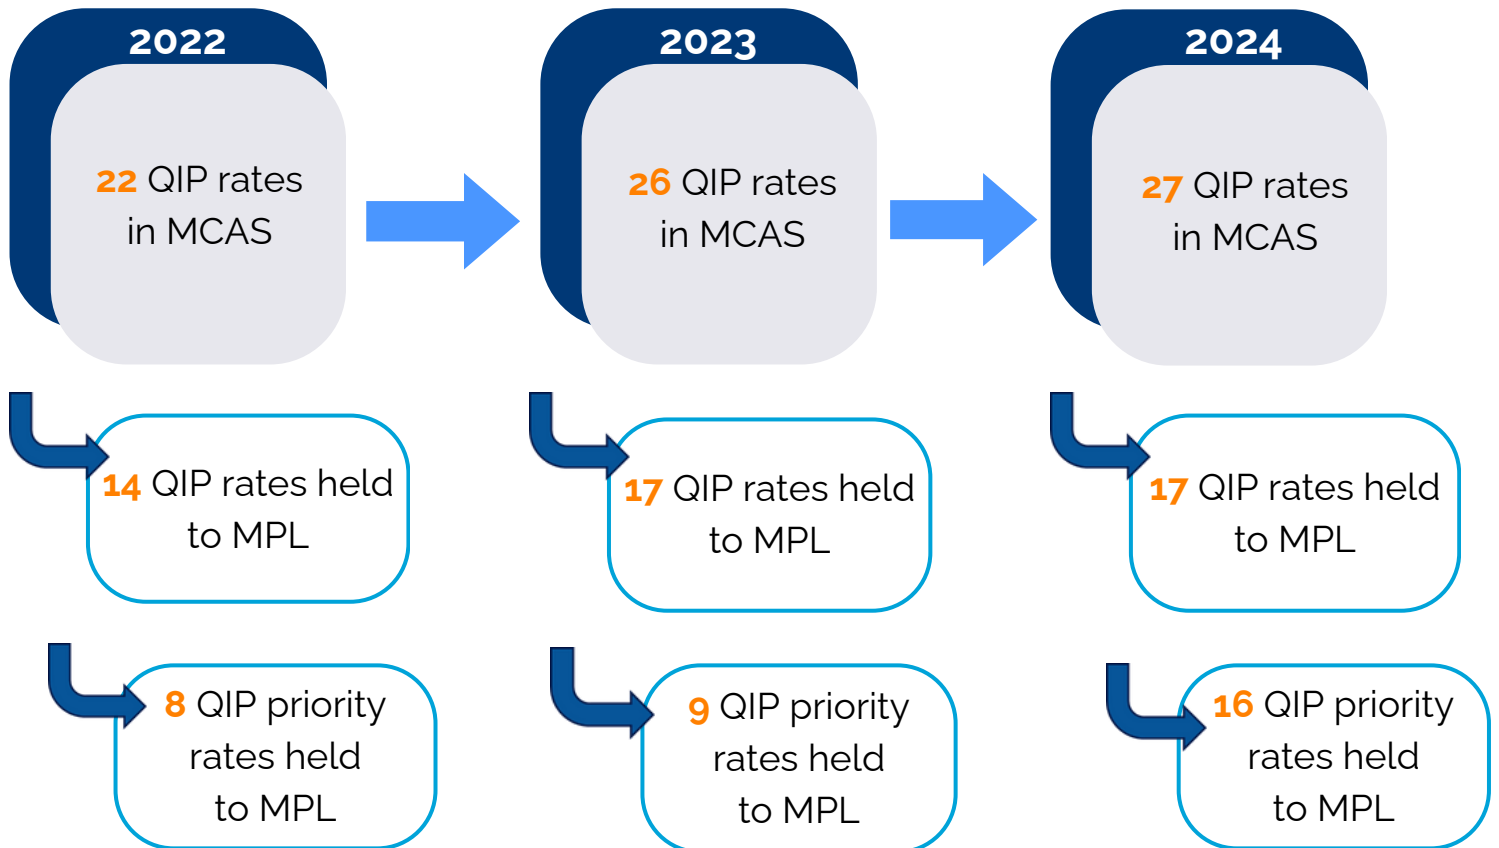 2022
22 QIP rates
in MCAS
14 QIP rates held
to MPL
8 QIP priority
rates held
to MPL
2023
26 QIP rates
in MCAS
17 QIP rates held
to MPL
9 QIP priority
rates held
to MPL
2024
27 QIP rates
in MCAS
17 QIP rates held
to MPL
16 QIP priority
rates held
to MPL